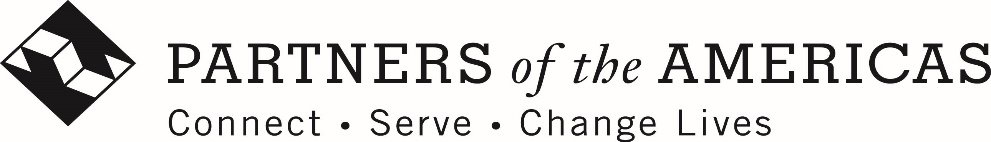 PARTNERS of the AMERICAS
Connect • Serve • Change Lives